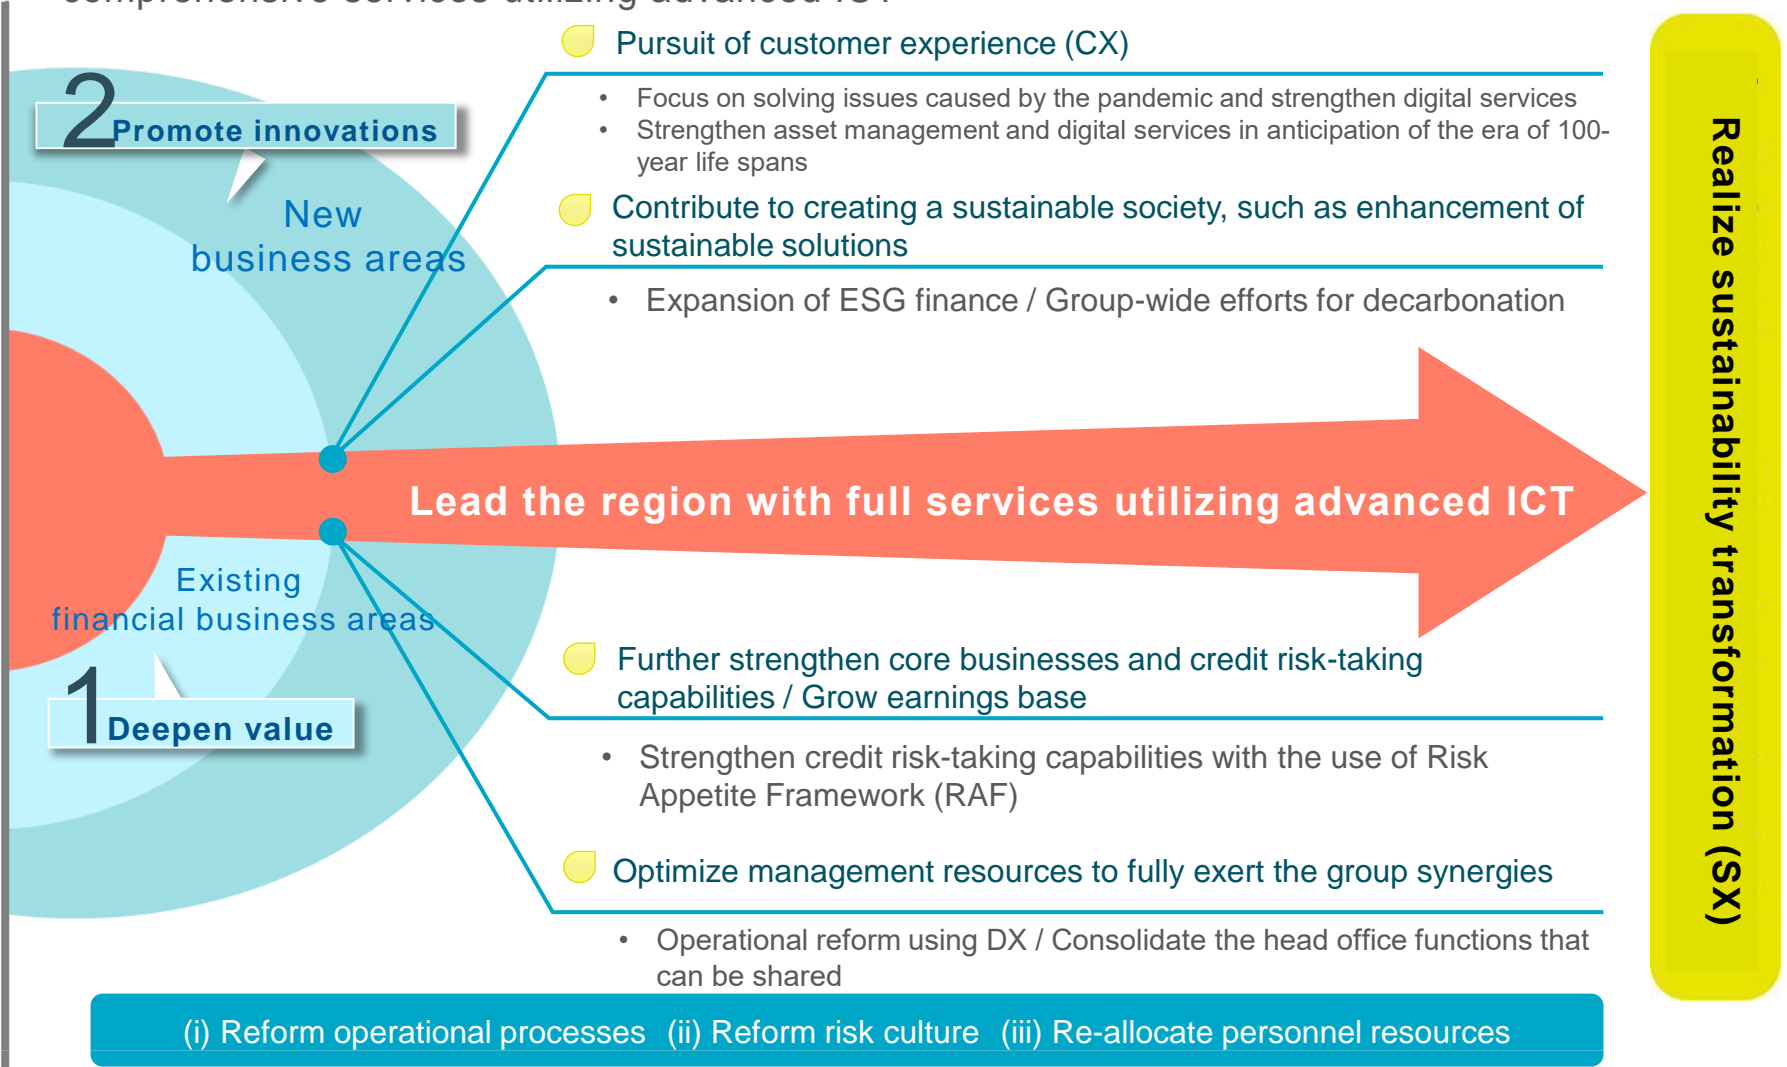 comprehensive services utilizing advanced ICT
Pursuit of customer experience (CX)
• Focus on solving issues caused by the pandemic and strengthen digital services
• Strengthen asset management and digital services in anticipation of the era of 100-
year life spans
2
Promote innovations
New
business areas
Contribute to creating a sustainable society, such as enhancement of
sustainable solutions
• Expansion of ESG finance / Group-wide efforts for decarbonation
Lead the region with full services utilizing advanced ICT
Existing
financial business areas
1
Deepen value
Further strengthen core businesses and credit risk-taking
capabilities / Grow earnings base
• Strengthen credit risk-taking capabilities with the use of Risk
Appetite Framework (RAF)
Optimize management resources to fully exert the group synergies
• Operational reform using DX / Consolidate the head office functions that
can be shared
(i) Reform operational processes (ii) Reform risk culture (iii) Re-allocate personnel resources
Realize sustainability transformation (SX)